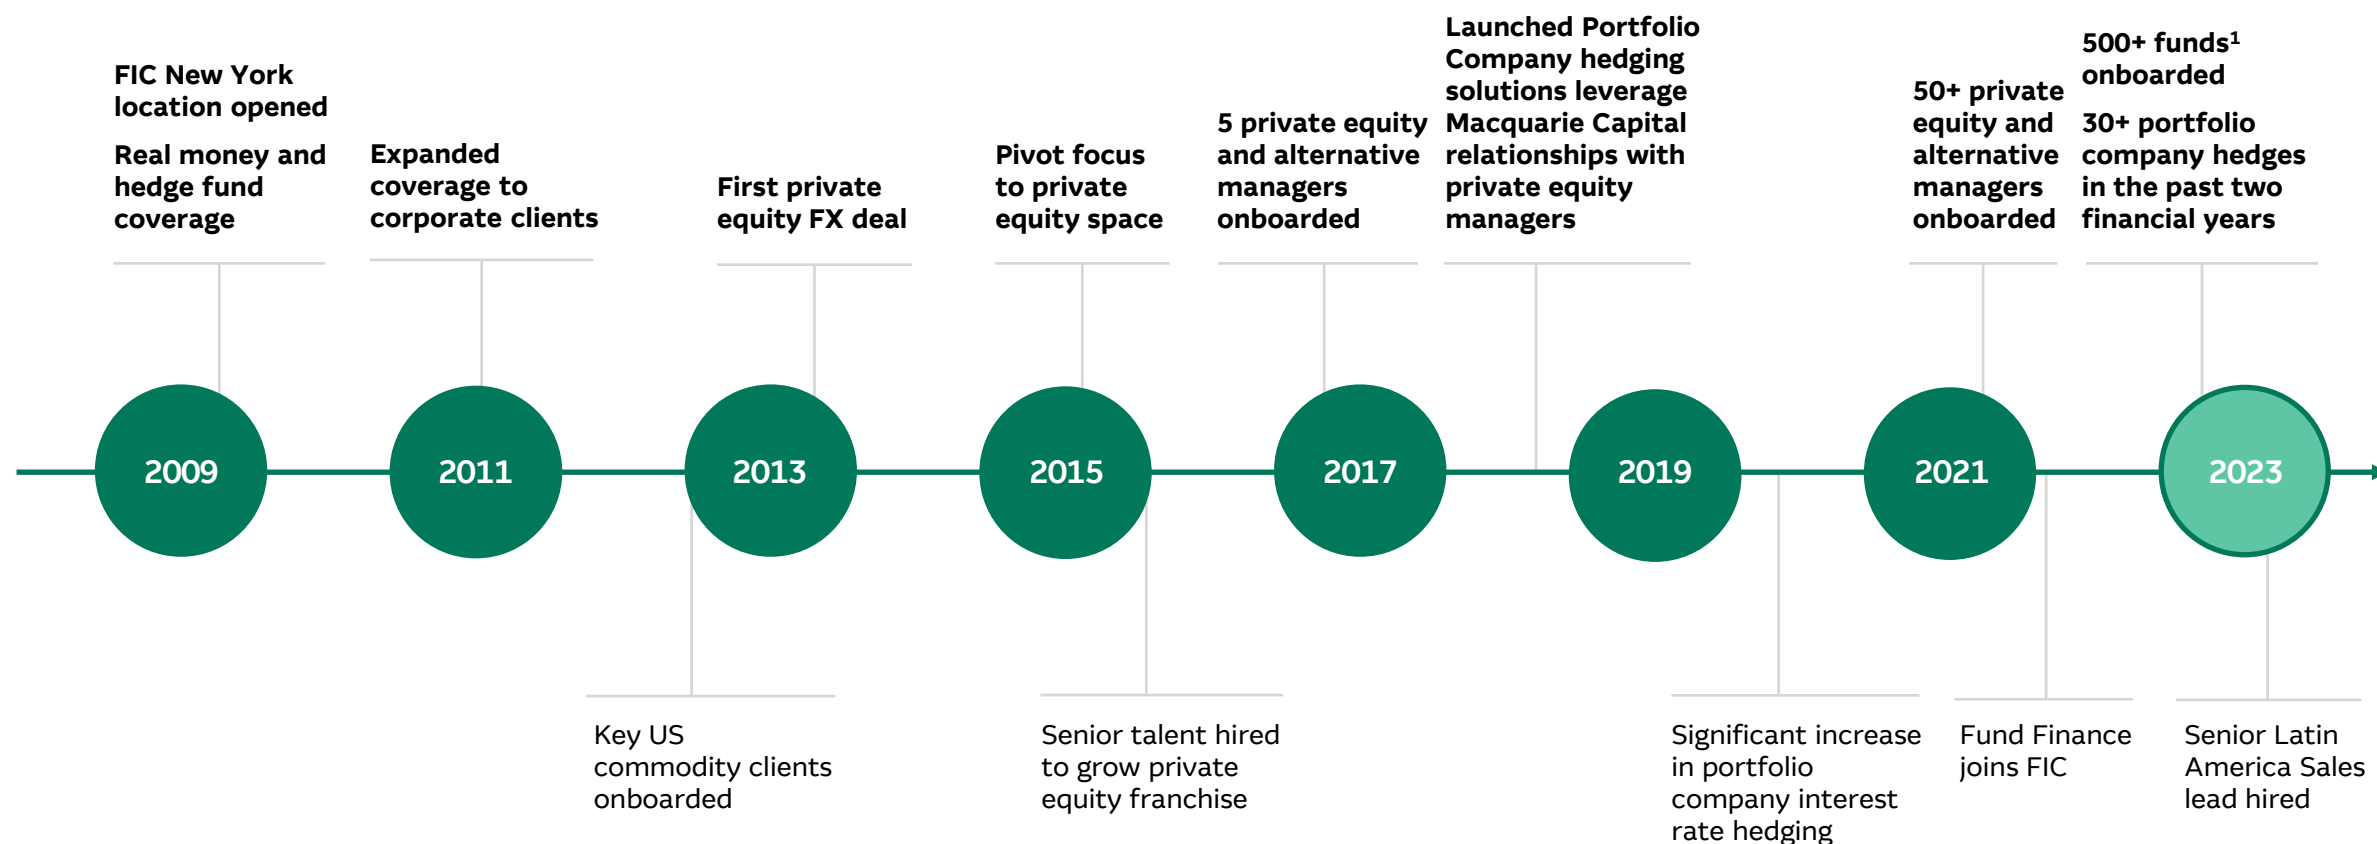 FIC New York
location opened
Real money and
hedge fund
coverage
Expanded
coverage to
corporate clients
First private
equity FX deal
Pivot focus
to private
equity space
5 private equity
and alternative
managers
onboarded
Launched Portfolio
Company hedging
solutions leverage
Macquarie Capital
relationships with
private equity
managers
50+ private
equity and
alternative
managers
onboarded
500+ funds¹
onboarded
30+ portfolio
company hedges
in the past two
financial years
2009
2011
2013
2015
2017
2019
2021
2023
Key US
commodity clients
onboarded
Senior talent hired
to grow private
equity franchise
Significant increase
in portfolio
company interest
rate hedging
Fund Finance
joins FIC
Senior Latin
America Sales
lead hired